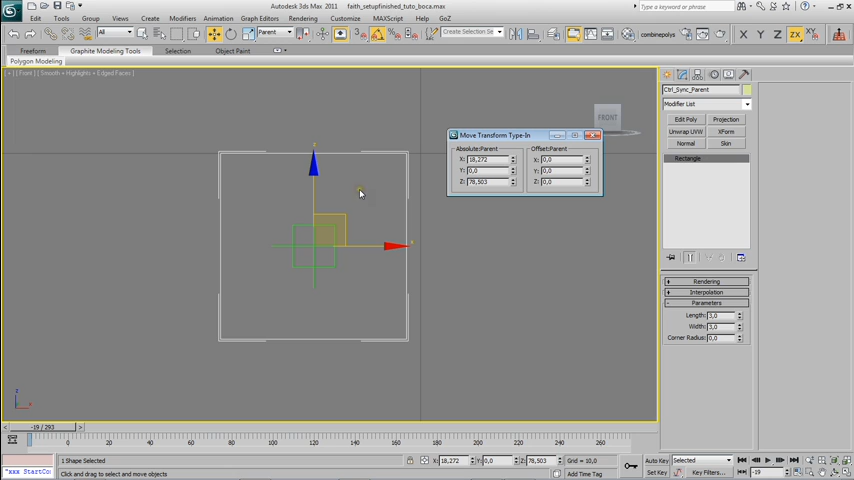 Autodesk 3ds Max 2011 faith_setupfinished_tuto_boca.max
Type a keyword or phrase
Edit Tools Group Views Create Modifiers Animation Graph Editors Rendering Customize MAXScript Help GoZ
All Parent Create Selection Se combinepolys X Y Z ZX XY
Freeform Graphite Modeling Tools Selection Object Paint
Polygon Modeling
[ + ] [ Front ] [ Smooth + Highlights + Edged Faces ]
FRONT
z
x
Move Transform Type-In
Absolute:Parent Offset:Parent
X: 18,272 X: 0,0
Y: 0,0 Y: 0,0
Z: 78,503 Z: 0,0
Ctrl_Sync_Parent
Modifier List
Edit Poly Projection
Unwrap UVW XForm
Normal Skin
Rectangle
+ Rendering
+ Interpolation
- Parameters
Length: 3,0
Width: 3,0
Corner Radius: 0,0
z
x
< -19 / 293 >
0 20 40 60 80 100 120 140 160 180 200 220 240 260
"xxx StartCo
1 Shape Selected X: 18,272 Y: 0,0 Z: 78,503 Grid = 10,0
Click and drag to select and move objects Add Time Tag
Auto Key Selected
Set Key Key Filters... -19